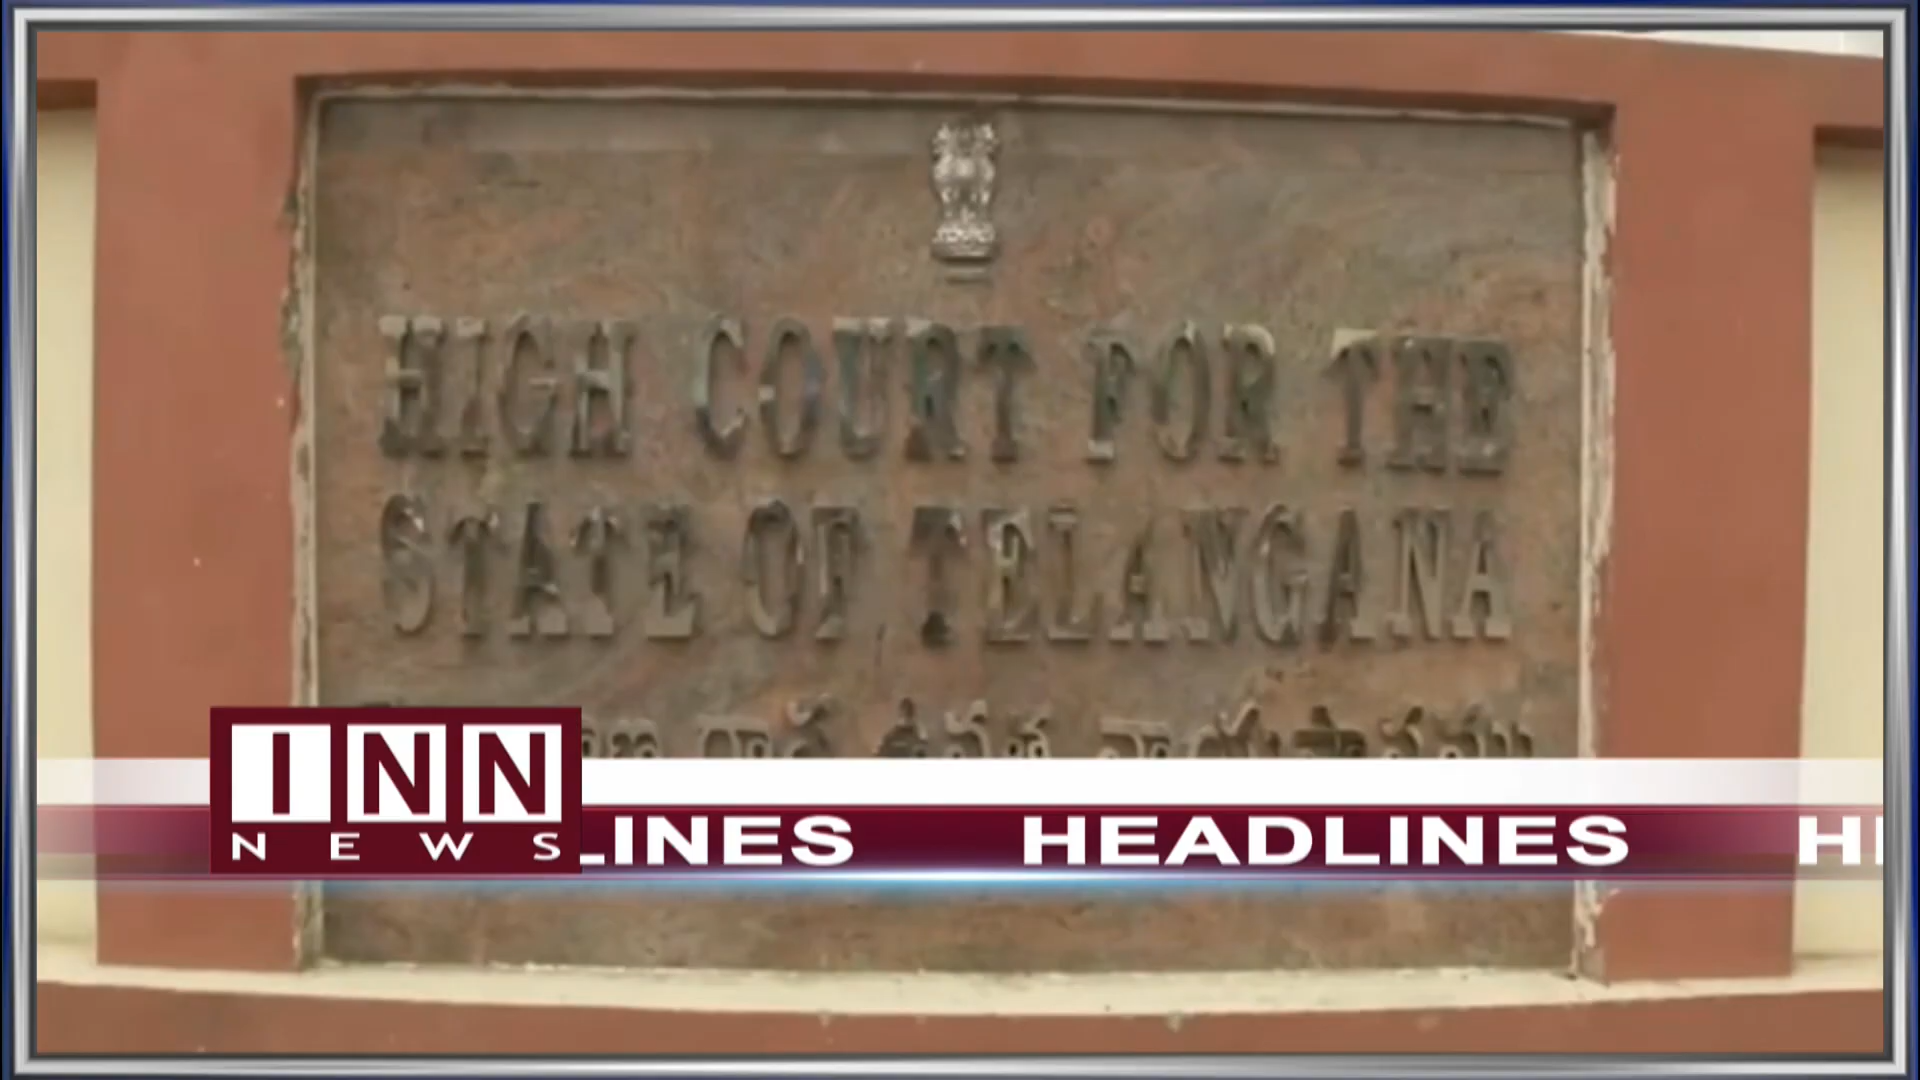 HIGH COURT FOR THE
STATE OF TELANGANA
INN
NEWS
LINES HEADLINES H